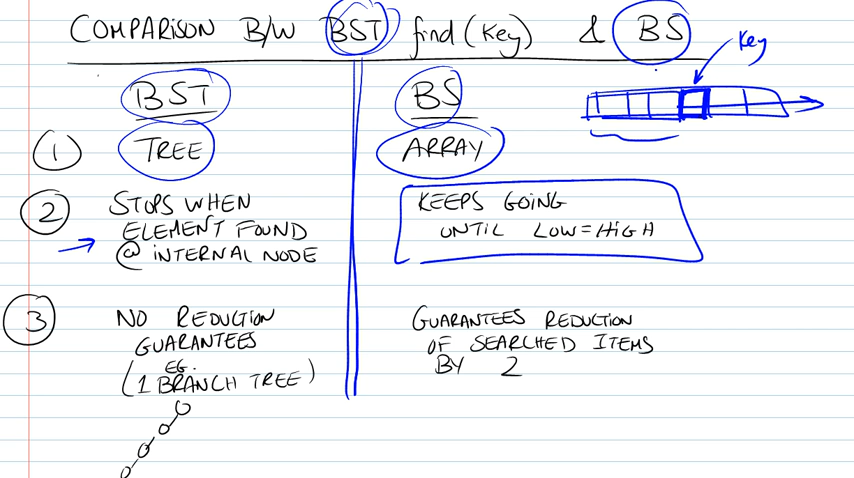 COMPARISON B/W BST find(Key) & BS
Key
BST BS
1 TREE ARRAY
2 STOPS WHEN
ELEMENT FOUND
@ INTERNAL NODE
KEEPS GOING
UNTIL LOW=HIGH
3 NO REDUCTION
GUARANTEES
EG.
(1 BRANCH TREE)
GUARANTEES REDUCTION
OF SEARCHED ITEMS
BY 2